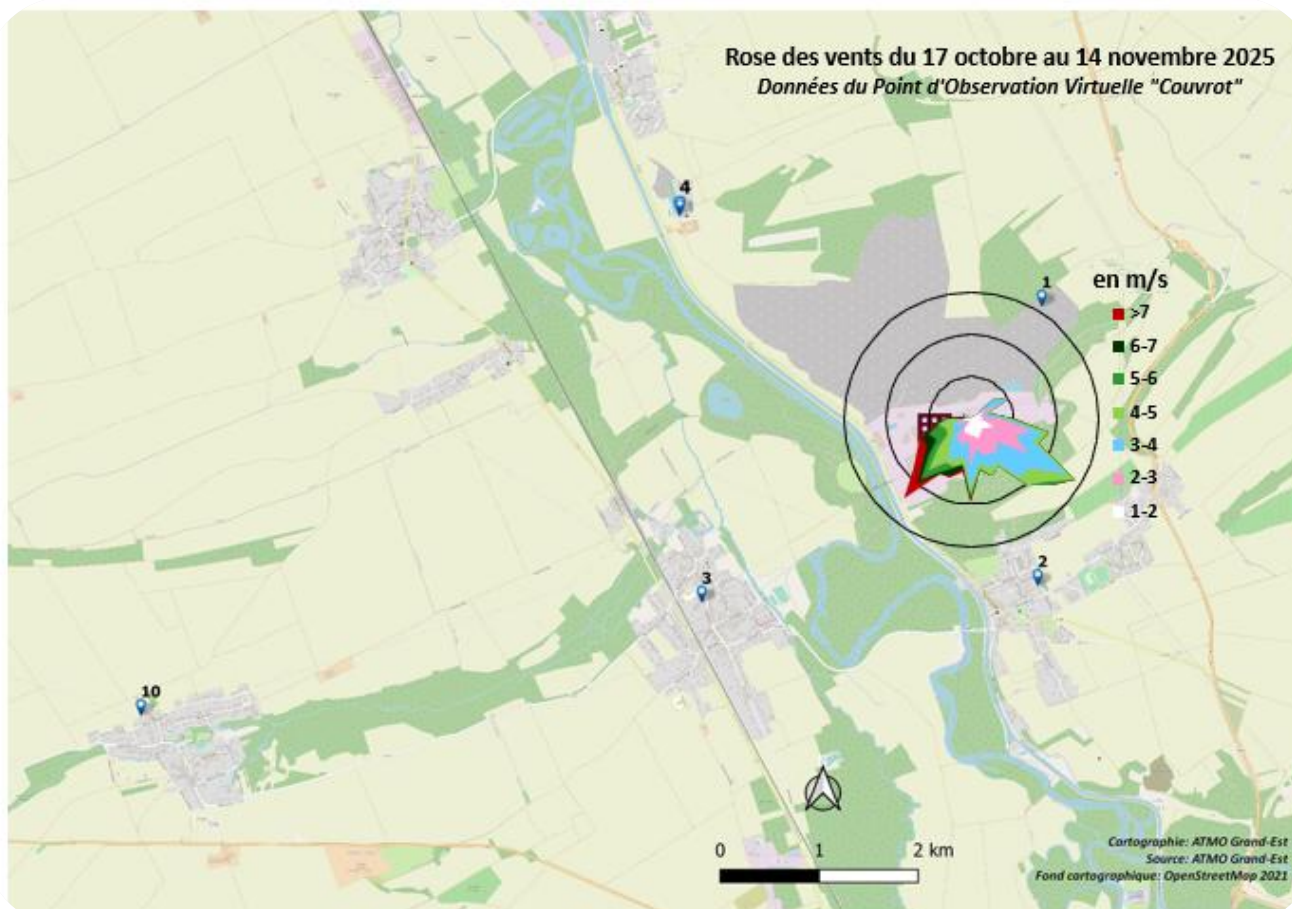 Rose des vents du 17 octobre au 14 novembre 2025
Données du Point d'Observation Virtuelle "Couvrot"
4
1
en m/s
>7
6-7
5-6
4-5
3-4
2-3
1-2
2
3
10
0 1 2 km
Cartographie: ATMO Grand-Est
Source: ATMO Grand-Est
Fond cartographique: OpenStreetMap 2021